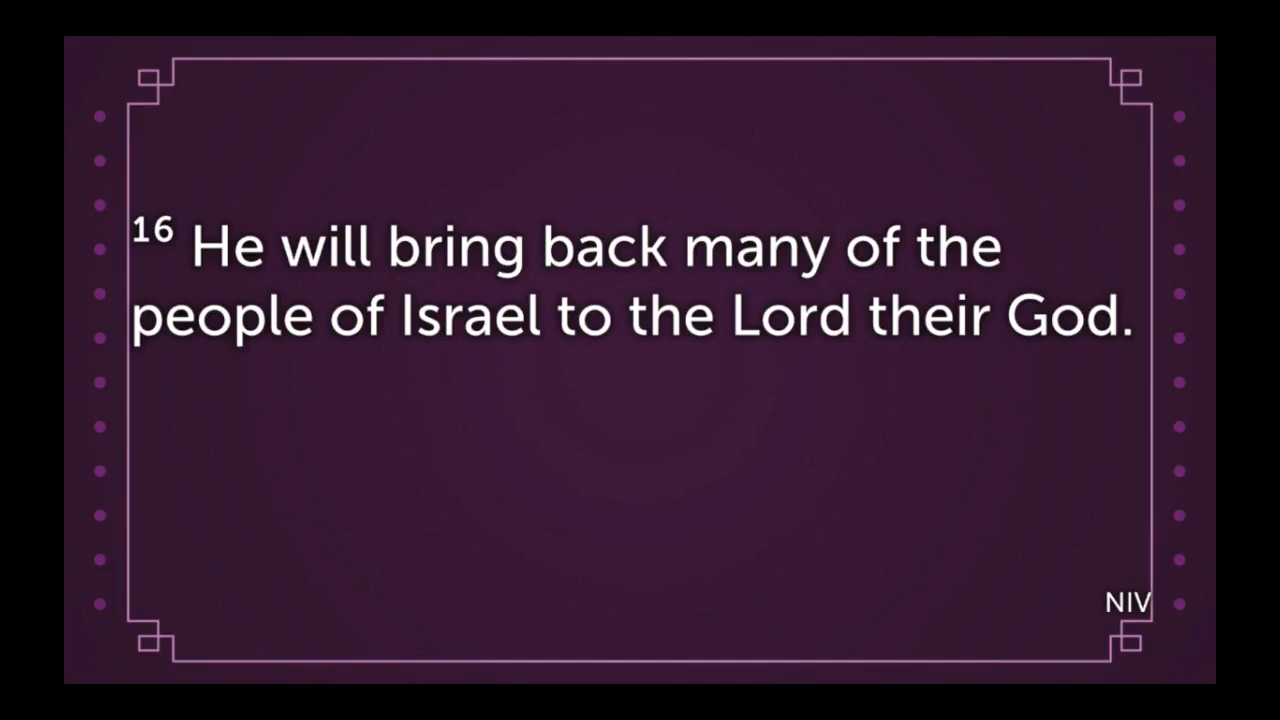 16 He will bring back many of the
people of Israel to the Lord their God.
NIV